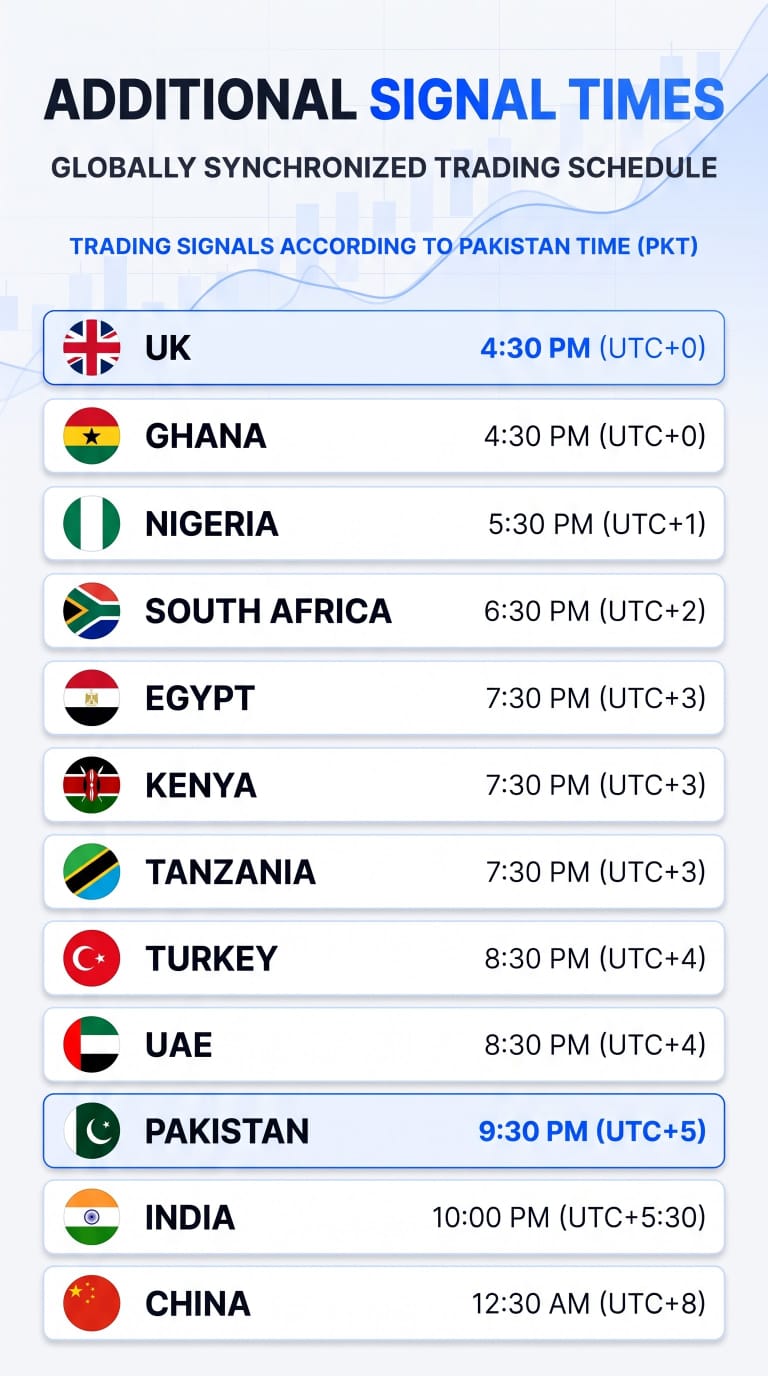 ADDITIONAL SIGNAL TIMES
GLOBALLY SYNCHRONIZED TRADING SCHEDULE
TRADING SIGNALS ACCORDING TO PAKISTAN TIME (PKT)
UK 4:30 PM (UTC+0)
GHANA 4:30 PM (UTC+0)
NIGERIA 5:30 PM (UTC+1)
SOUTH AFRICA 6:30 PM (UTC+2)
EGYPT 7:30 PM (UTC+3)
KENYA 7:30 PM (UTC+3)
TANZANIA 7:30 PM (UTC+3)
TURKEY 8:30 PM (UTC+4)
UAE 8:30 PM (UTC+4)
PAKISTAN 9:30 PM (UTC+5)
INDIA 10:00 PM (UTC+5:30)
CHINA 12:30 AM (UTC+8)